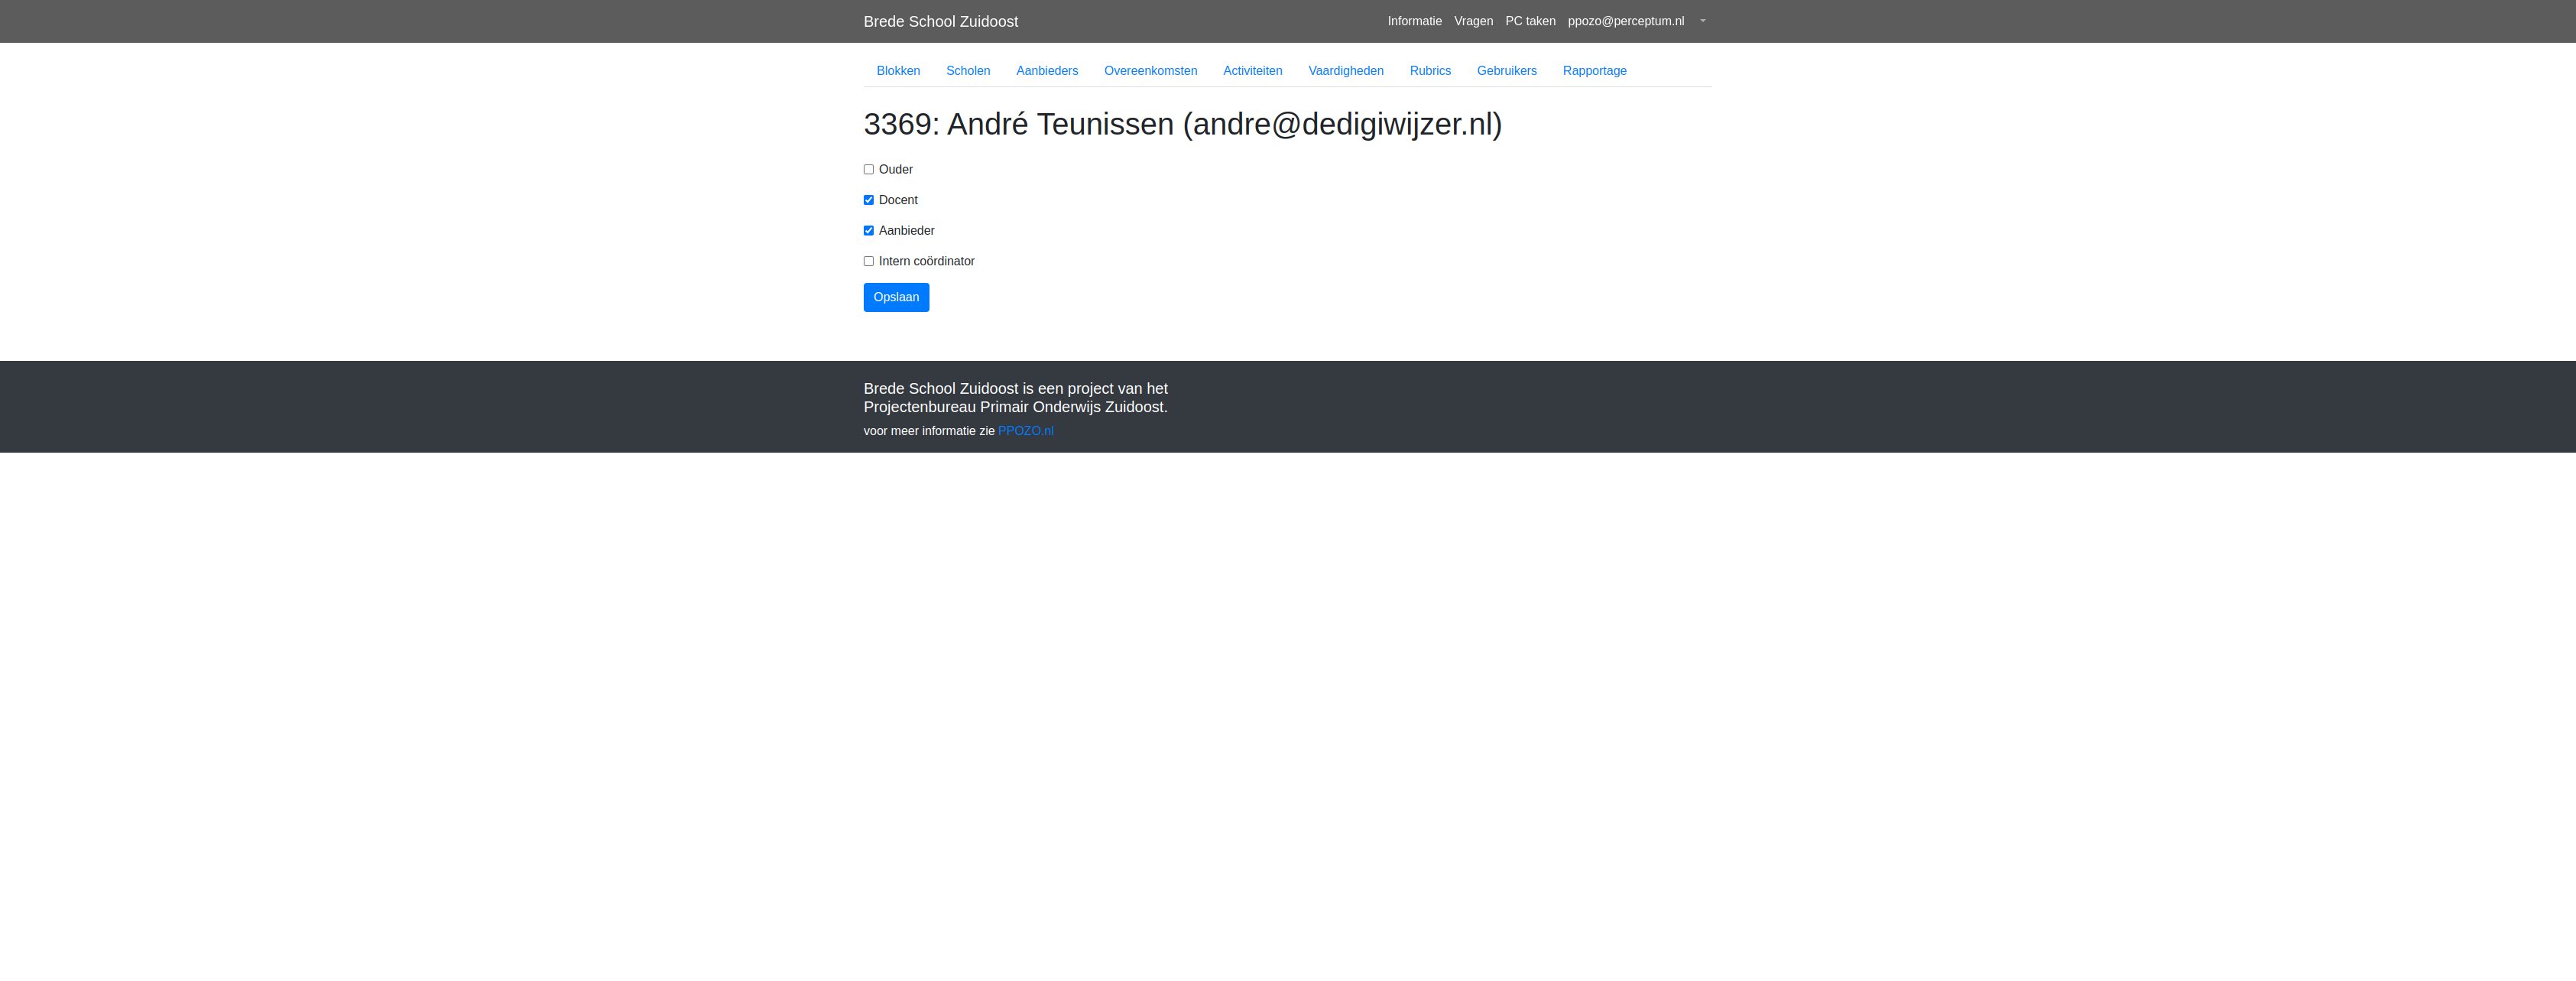 Brede School Zuidoost Informatie Vragen PC taken ppozo@perceptum.nl
Blokken Scholen Aanbieders Overeenkomsten Activiteiten Vaardigheden Rubrics Gebruikers Rapportage
3369: André Teunissen (andre@dedigiwijzer.nl)
Ouder
Docent
Aanbieder
Intern coördinator
Opslaan
Brede School Zuidoost is een project van het
Projectenbureau Primair Onderwijs Zuidoost.
voor meer informatie zie PPOZO.nl